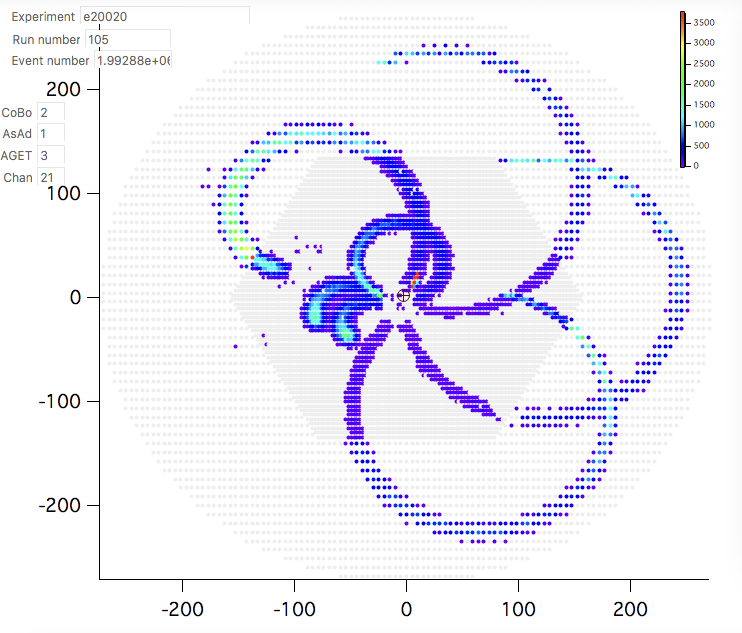 Experiment e20020
Run number 105
Event number 1.99288e+06
CoBo 2
AsAd 1
AGET 3
Chan 21
3500
3000
2500
2000
1500
1000
500
0
200
100
0
-100
-200
-200 -100 0 100 200